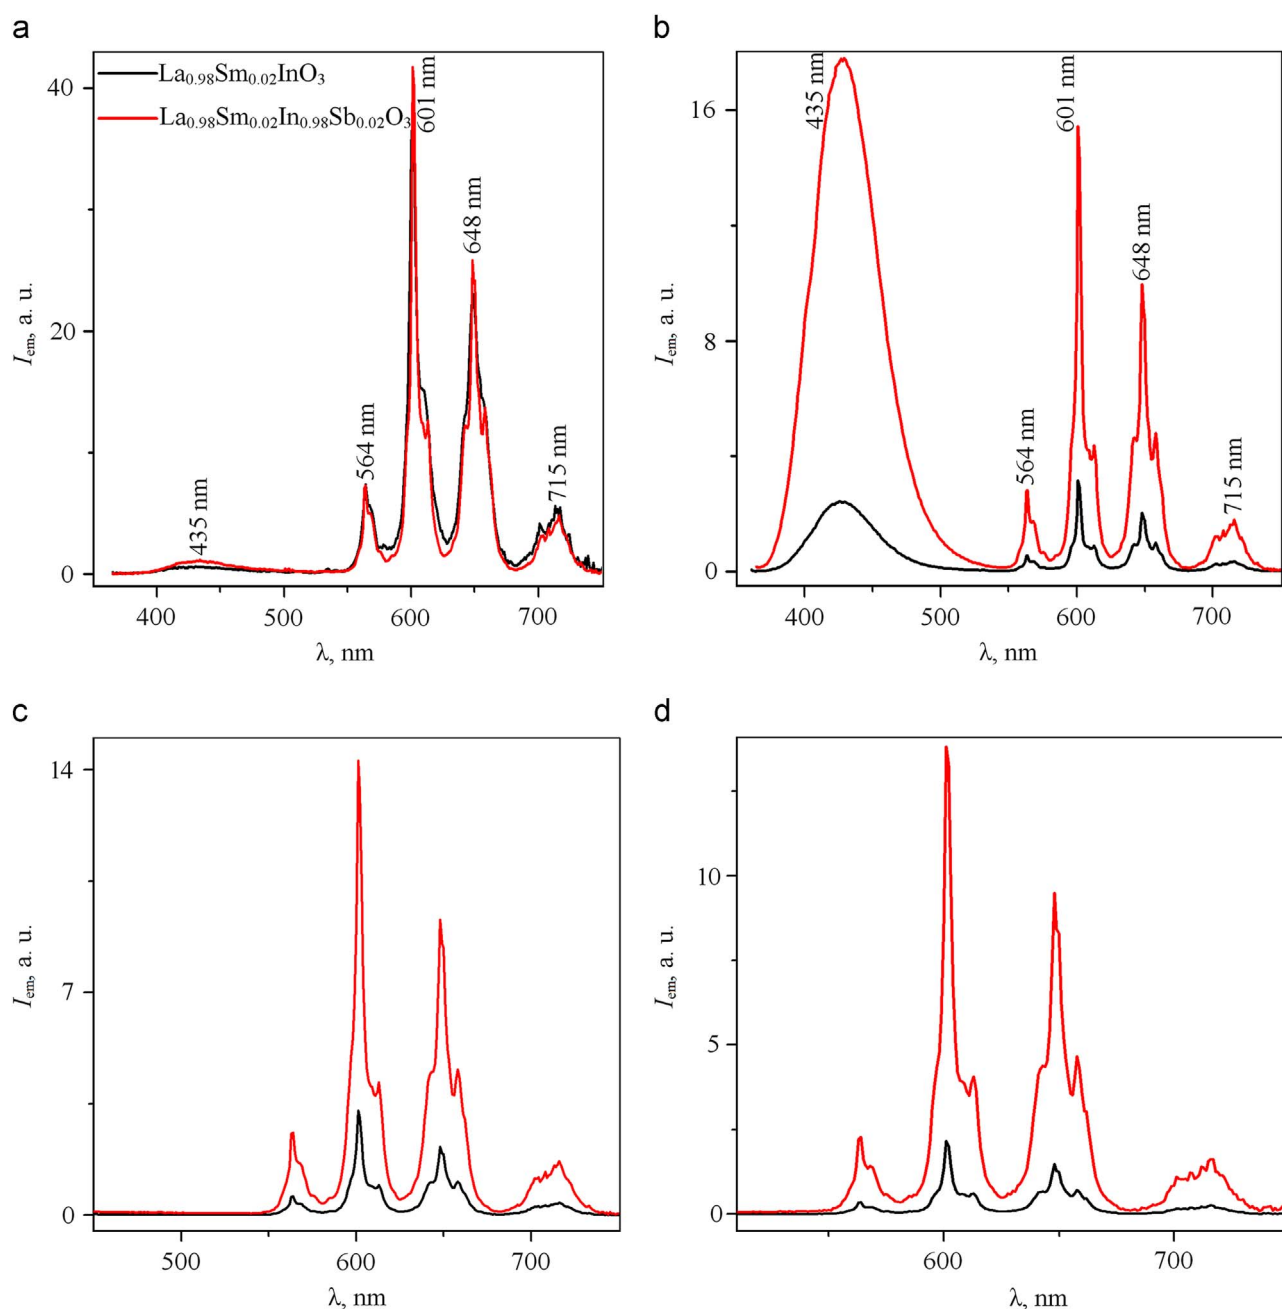 a
La₀.₉₈Sm₀.₀₂InO₃
La₀.₉₈Sm₀.₀₂In₀.₉₈Sb₀.₀₂O₃
435 nm
564 nm
601 nm
648 nm
715 nm
40
20
0
Iem, a. u.
400 500 600 700
λ, nm
b
435 nm
564 nm
601 nm
648 nm
715 nm
16
8
0
Iem, a. u.
400 500 600 700
λ, nm
c
14
7
0
Iem, a. u.
500 600 700
λ, nm
d
10
5
0
Iem, a. u.
600 700
λ, nm